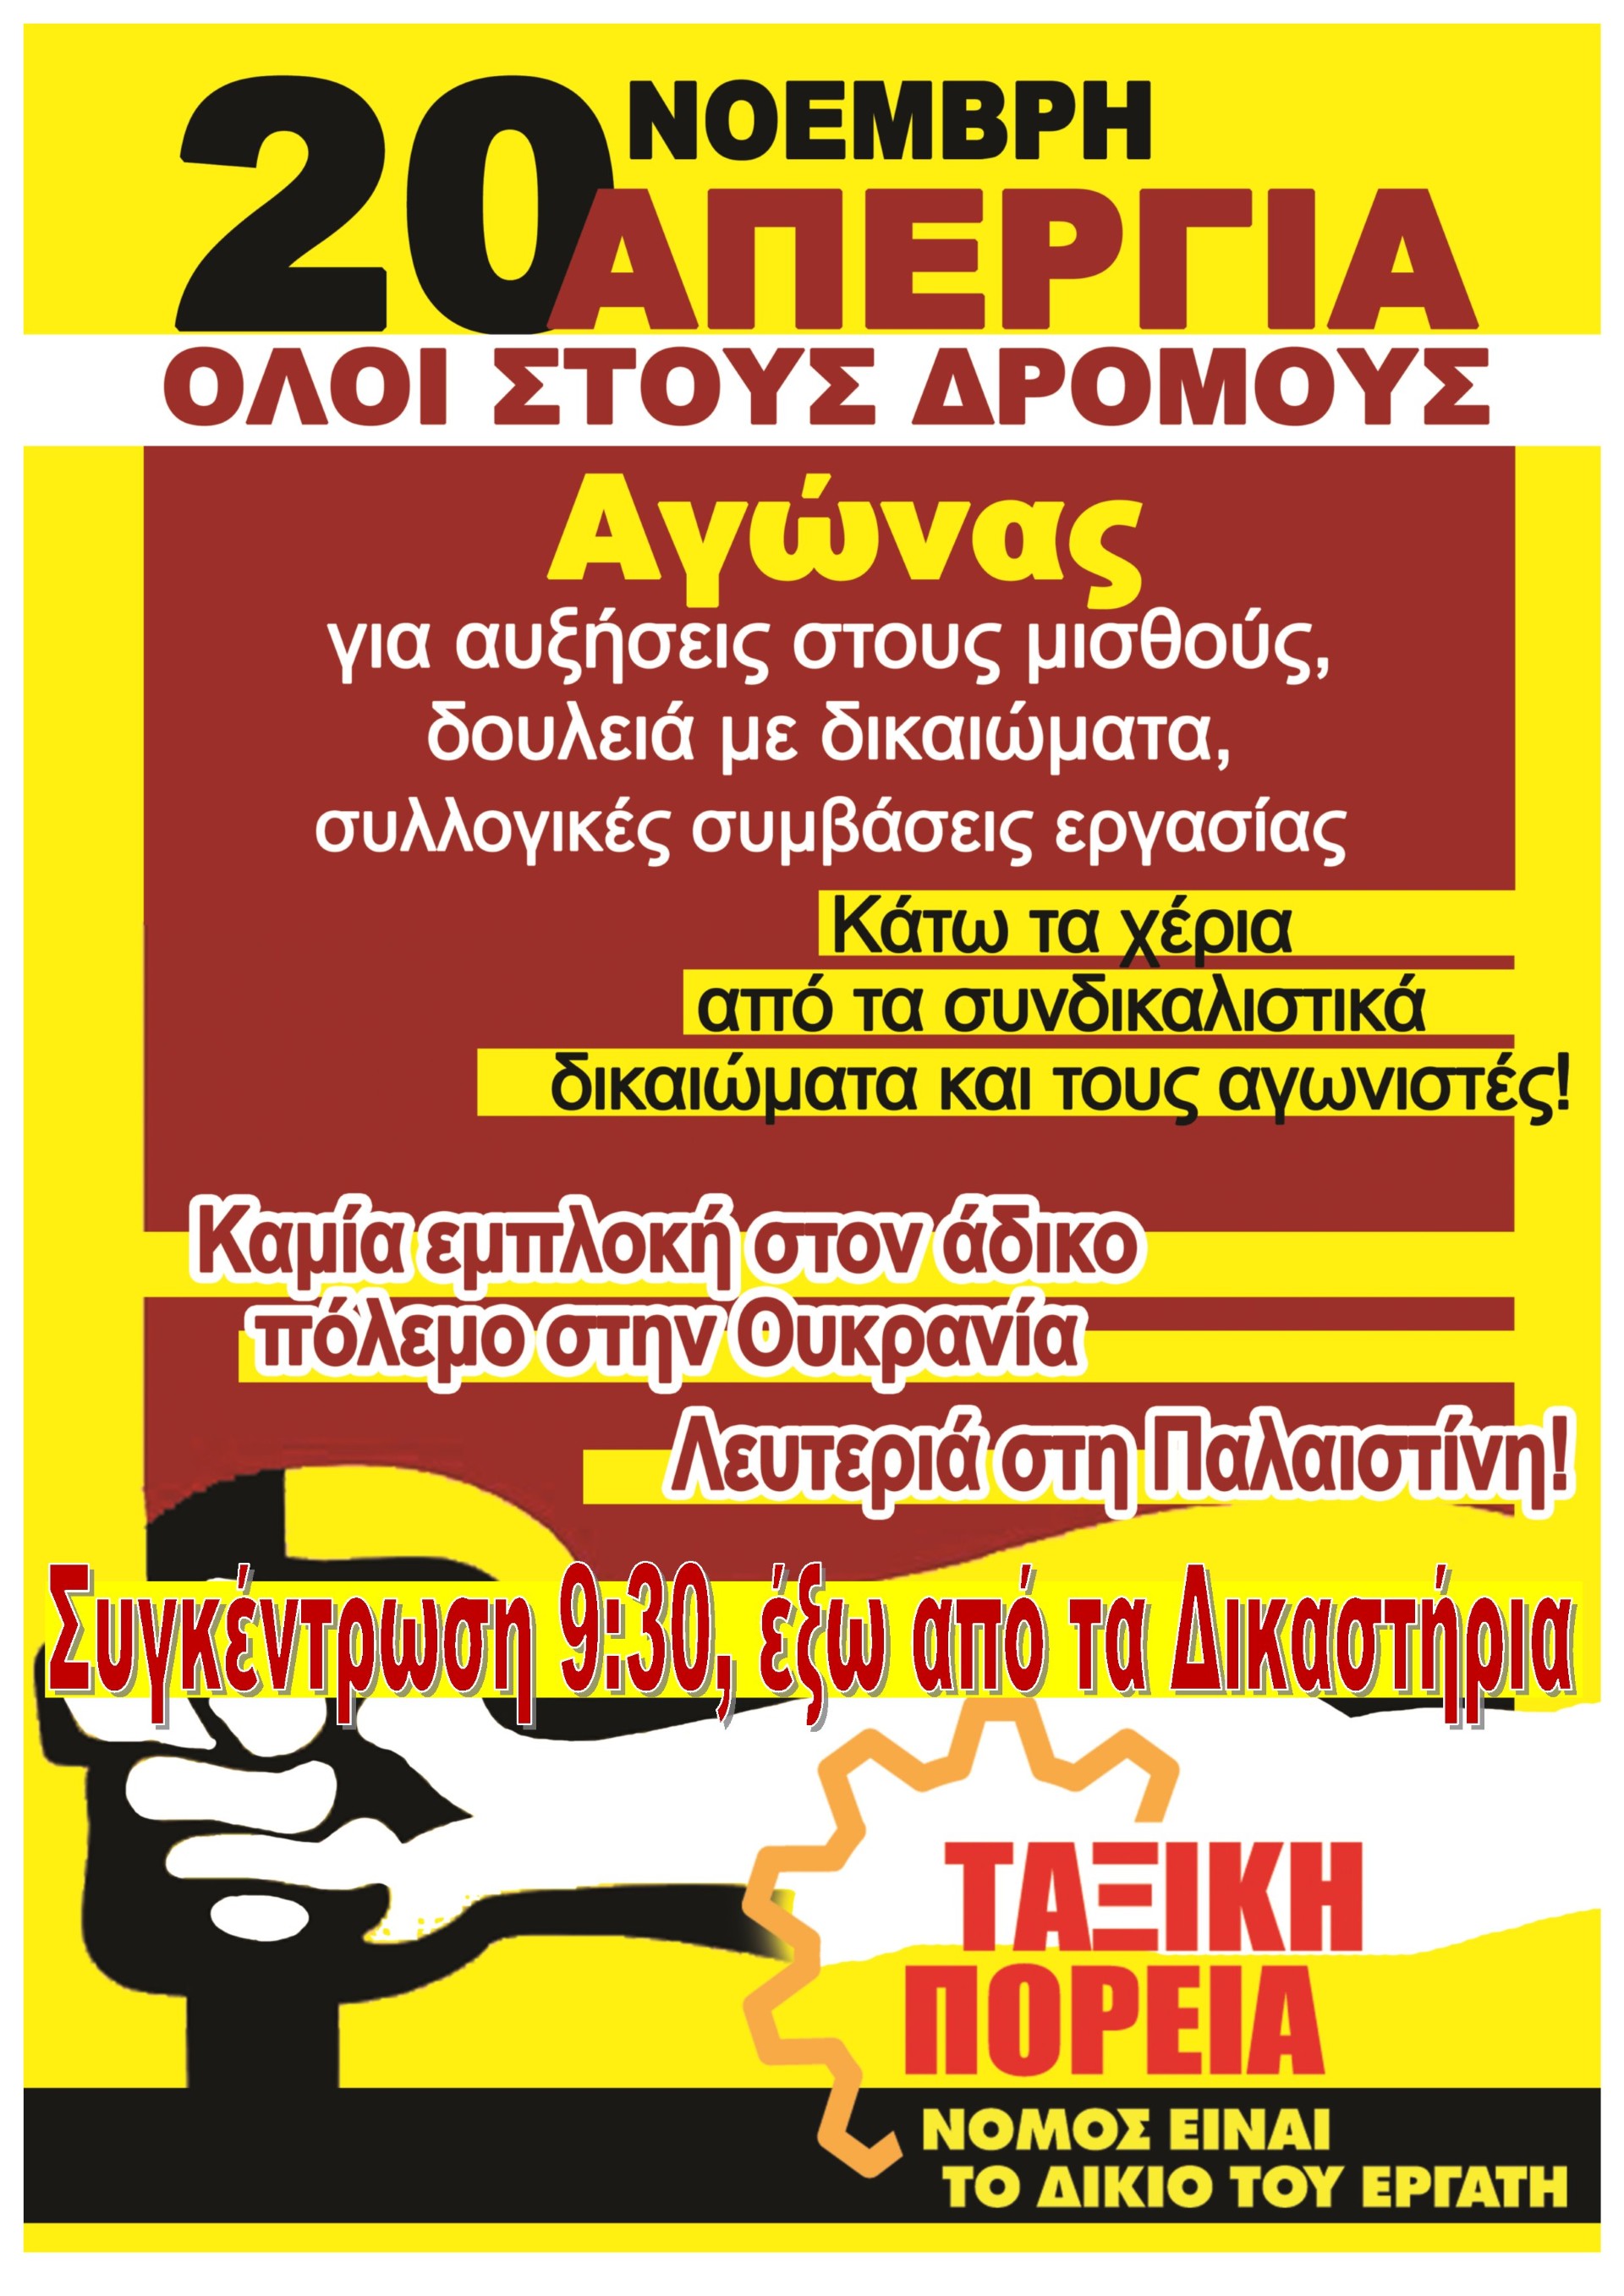 20 ΝΟΕΜΒΡΗ
ΑΠΕΡΓΙΑ
ΟΛΟΙ ΣΤΟΥΣ ΔΡΟΜΟΥΣ
Αγώνας
για αυξήσεις στους μισθούς,
δουλειά με δικαιώματα,
συλλογικές συμβάσεις εργασίας
Κάτω τα χέρια
από τα συνδικαλιστικά
δικαιώματα και τους αγωνιστές!
Καμία εμπλοκή στον άδικο
πόλεμο στην Ουκρανία
Λευτεριά στη Παλαιστίνη!
Συγκέντρωση 9:30, έξω από τα Δικαστήρια
ΤΑΞΙΚΗ
ΠΟΡΕΙΑ
ΝΟΜΟΣ ΕΙΝΑΙ
ΤΟ ΔΙΚΙΟ ΤΟΥ ΕΡΓΑΤΗ